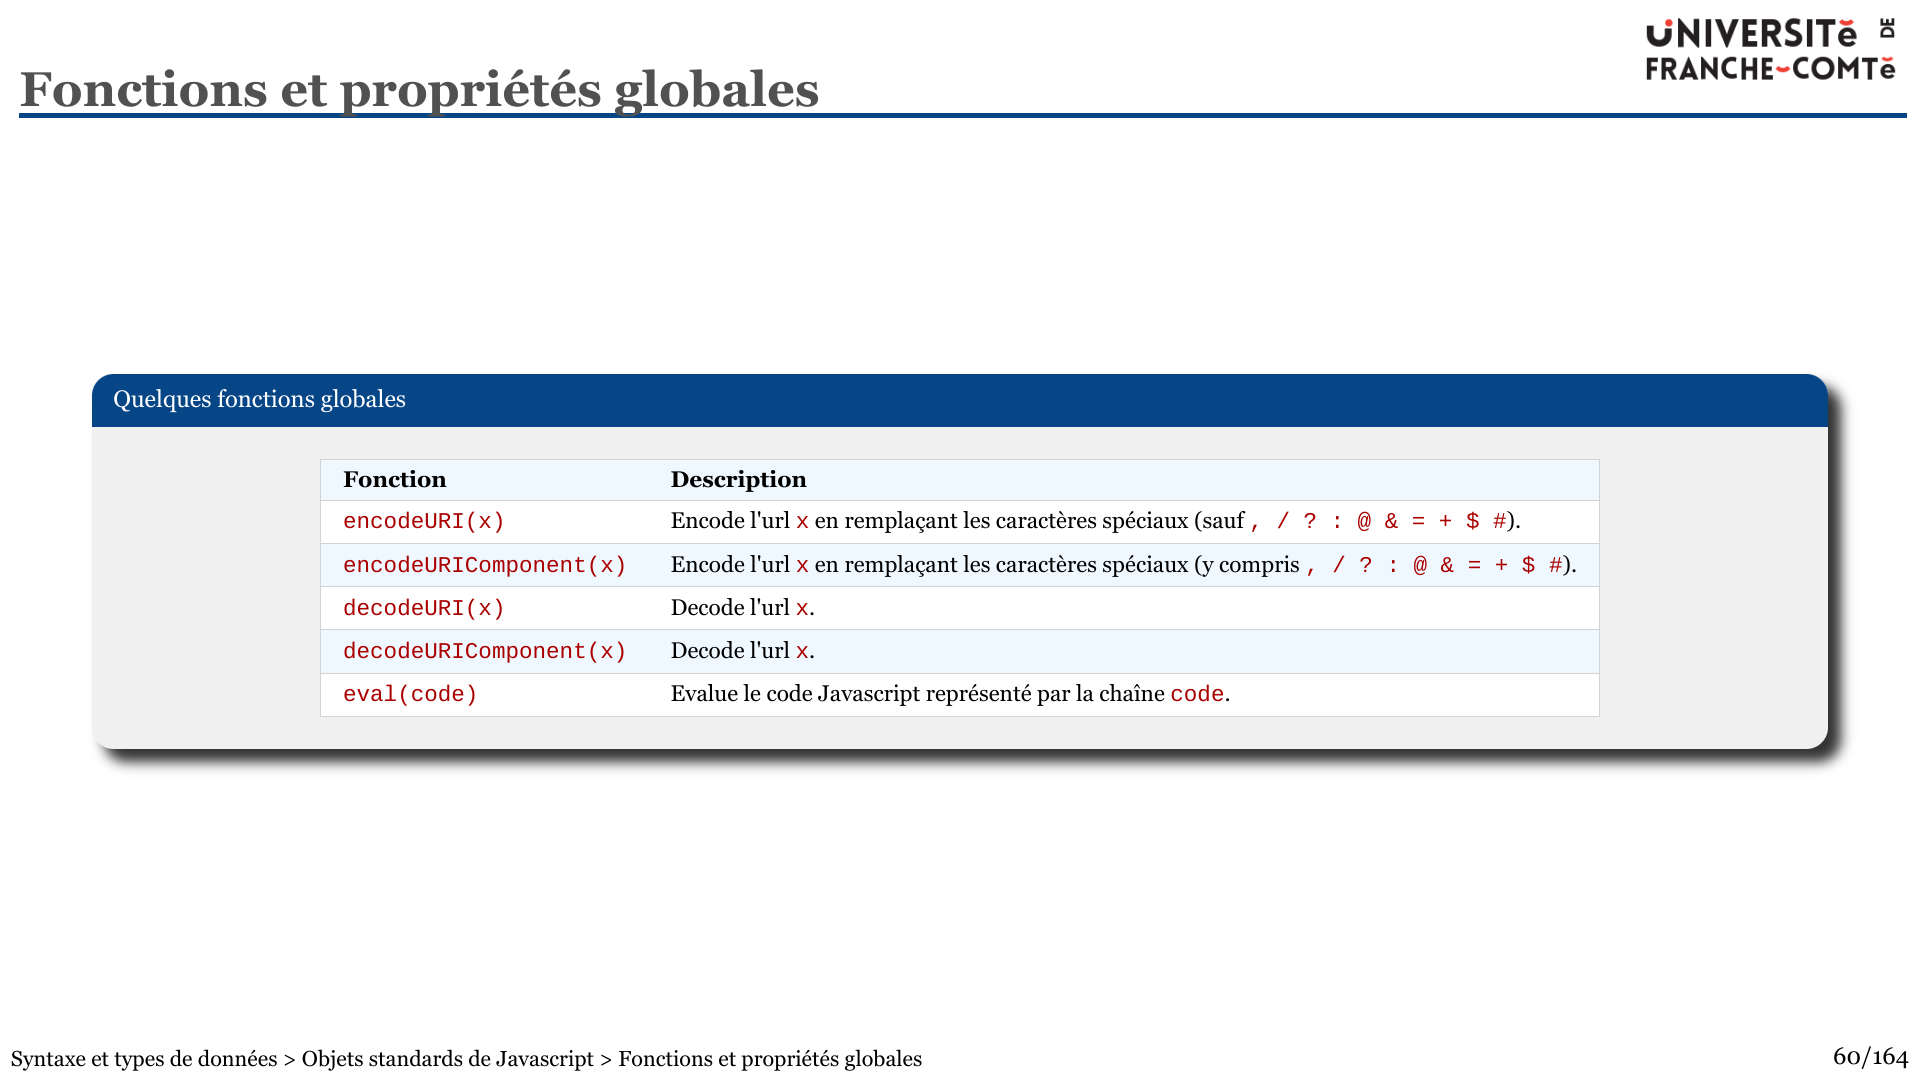 UNIVERSITĕ DE
FRANCHE-COMTĕ
Fonctions et propriétés globales
Quelques fonctions globales
Fonction Description
encodeURI(x) Encode l'url x en remplaçant les caractères spéciaux (sauf , / ? : @ & = + $ #).
encodeURIComponent(x) Encode l'url x en remplaçant les caractères spéciaux (y compris , / ? : @ & = + $ #).
decodeURI(x) Decode l'url x.
decodeURIComponent(x) Decode l'url x.
eval(code) Evalue le code Javascript représenté par la chaîne code.
Syntaxe et types de données > Objets standards de Javascript > Fonctions et propriétés globales
60/164